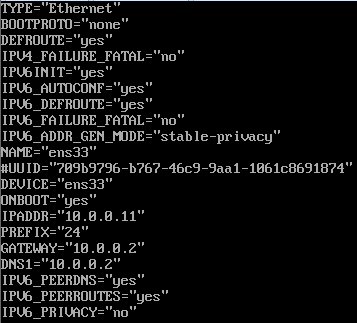 TYPE="Ethernet"
BOOTPROTO="none"
DEFROUTE="yes"
IPV4_FAILURE_FATAL="no"
IPV6INIT="yes"
IPV6_AUTOCONF="yes"
IPV6_DEFROUTE="yes"
IPV6_FAILURE_FATAL="no"
IPV6_ADDR_GEN_MODE="stable-privacy"
NAME="ens33"
#UUID="709b9796-b767-46c9-9aa1-1061c8691874"
DEVICE="ens33"
ONBOOT="yes"
IPADDR="10.0.0.11"
PREFIX="24"
GATEWAY="10.0.0.2"
DNS1="10.0.0.2"
IPV6_PEERDNS="yes"
IPV6_PEERROUTES="yes"
IPV6_PRIVACY="no"